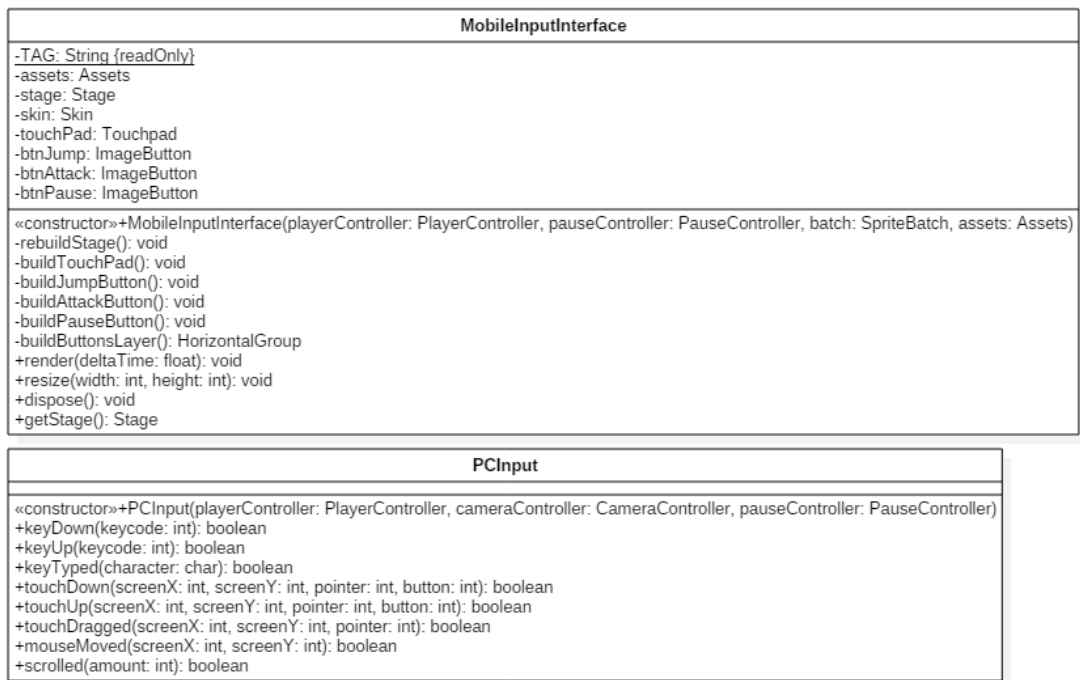 MobileInputInterface
-TAG: String {readOnly}
-assets: Assets
-stage: Stage
-skin: Skin
-touchPad: Touchpad
-btnJump: ImageButton
-btnAttack: ImageButton
-btnPause: ImageButton
«constructor»+MobileInputInterface(playerController: PlayerController, pauseController: PauseController, batch: SpriteBatch, assets: Assets)
-rebuildStage(): void
-buildTouchPad(): void
-buildJumpButton(): void
-buildAttackButton(): void
-buildPauseButton(): void
-buildButtonsLayer(): HorizontalGroup
+render(deltaTime: float): void
+resize(width: int, height: int): void
+dispose(): void
+getStage(): Stage
PCInput
«constructor»+PCInput(playerController: PlayerController, cameraController: CameraController, pauseController: PauseController)
+keyDown(keycode: int): boolean
+keyUp(keycode: int): boolean
+keyTyped(character: char): boolean
+touchDown(screenX: int, screenY: int, pointer: int, button: int): boolean
+touchUp(screenX: int, screenY: int, pointer: int, button: int): boolean
+touchDragged(screenX: int, screenY: int, pointer: int): boolean
+mouseMoved(screenX: int, screenY: int): boolean
+scrolled(amount: int): boolean